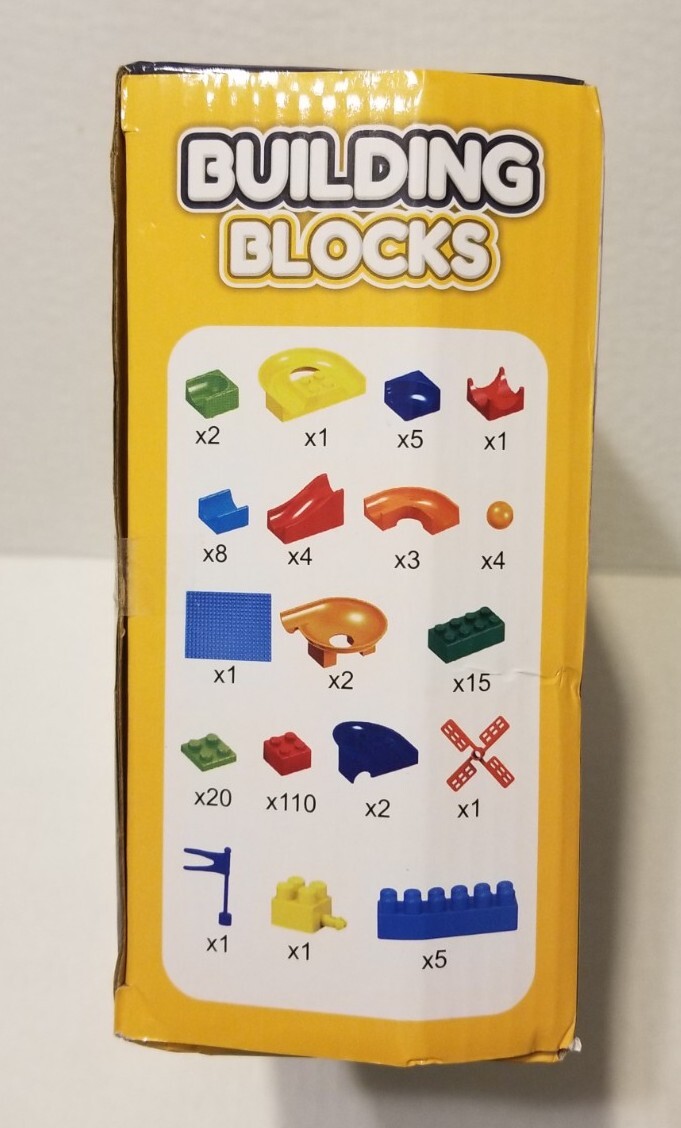 BUILDING
BLOCKS
x2 x1 x5 x1
x8 x4 x3 x4
x1 x2 x15
x20 x110 x2 x1
x1 x1 x5